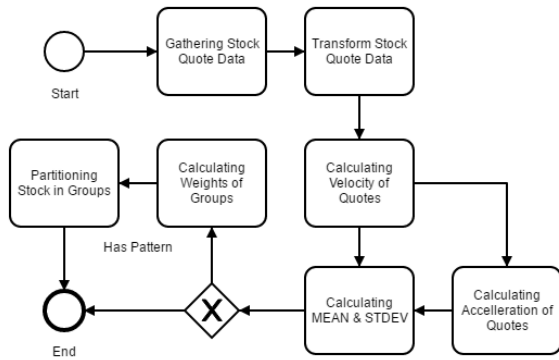 Gathering Stock
Quote Data
Transform Stock
Quote Data
Start
Partitioning
Stock in Groups
Calculating
Weights of
Groups
Calculating
Velocity of
Quotes
Has Pattern
Calculating
MEAN & STDEV
Calculating
Accelleration of
Quotes
X
End